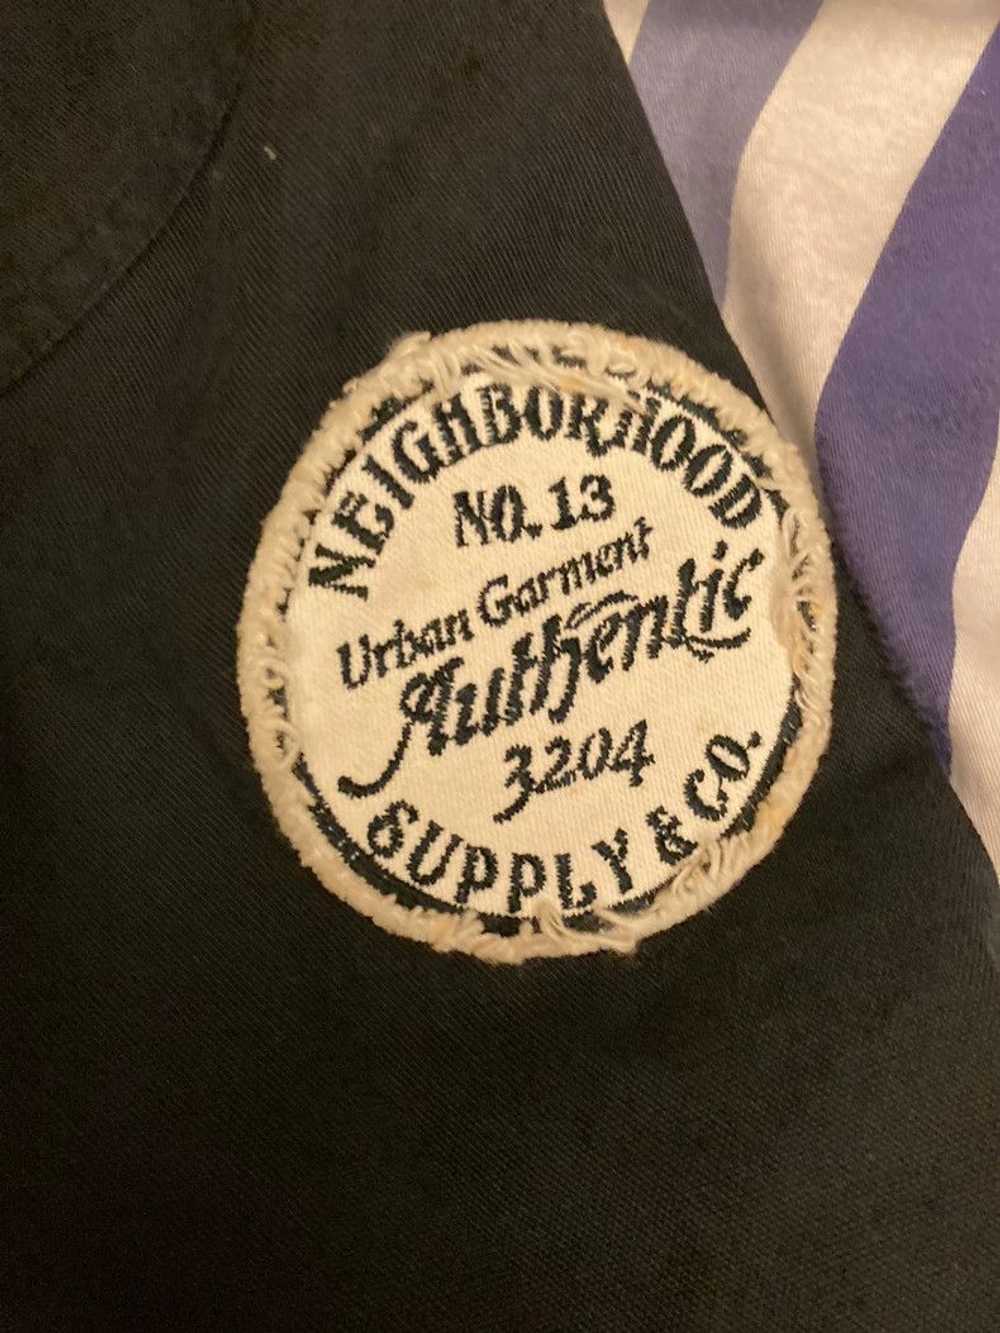 NEIGHBORHOOD
NO. 13
Urban Garment
Authentic
3204
SUPPLY & CO.